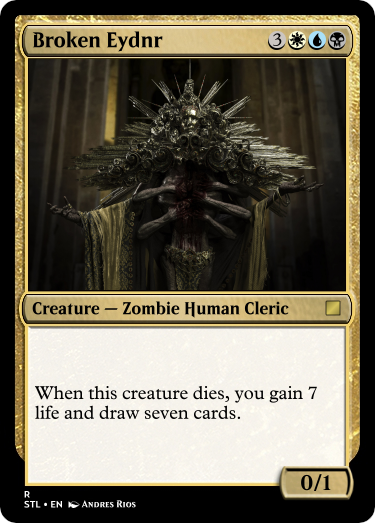 Broken Eydnr 3
Creature — Zombie Human Cleric
When this creature dies, you gain 7
life and draw seven cards.
0/1
R
STL • EN Andres Rios